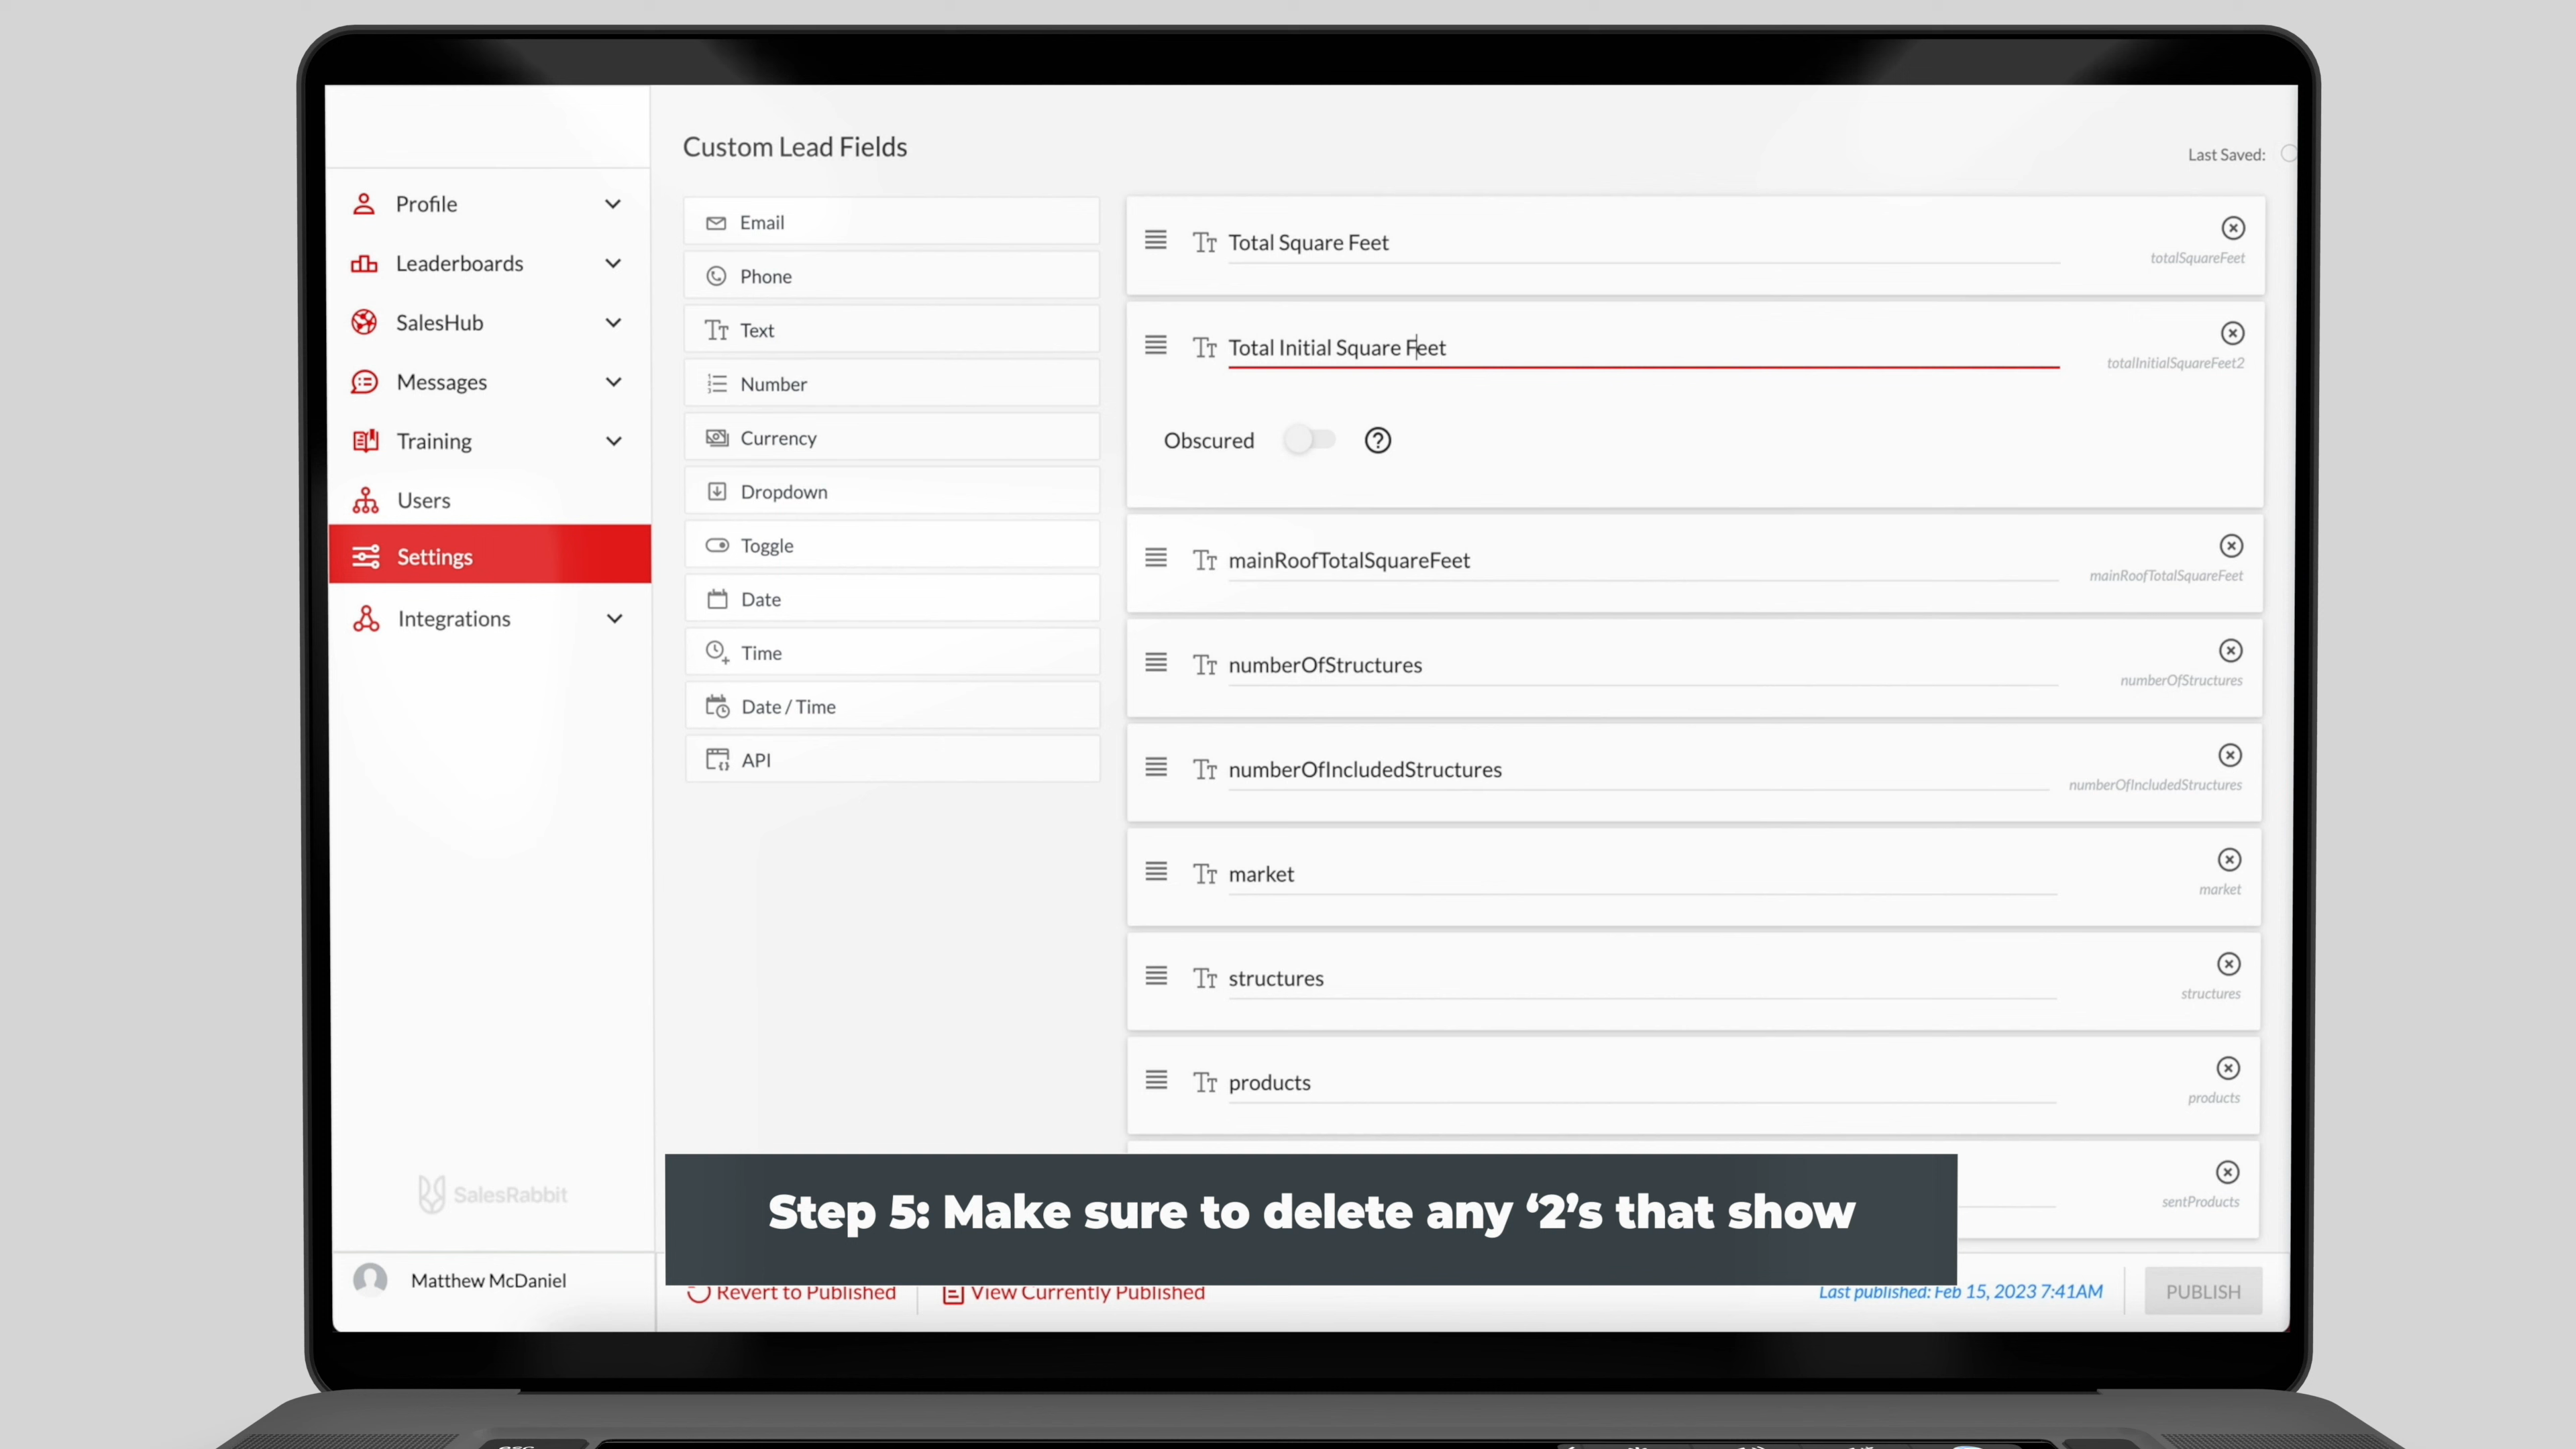 Custom Lead Fields
Last Saved:
Profile
Leaderboards
SalesHub
Messages
Training
Users
Settings
Integrations
SalesRabbit
Matthew McDaniel
Email
Phone
Text
Number
Currency
Dropdown
Toggle
Date
Time
Date / Time
API
Total Square Feet
totalSquareFeet
Total Initial Square Feet
totalInitialSquareFeet2
Obscured
mainRoofTotalSquareFeet
mainRoofTotalSquareFeet
numberOfStructures
numberOfStructures
numberOfIncludedStructures
numberOfIncludedStructures
market
market
structures
structures
products
products
sentProducts
Step 5: Make sure to delete any ‘2’s that show
Revert to Published
View Currently Published
Last published: Feb 15, 2023 7:41AM
PUBLISH